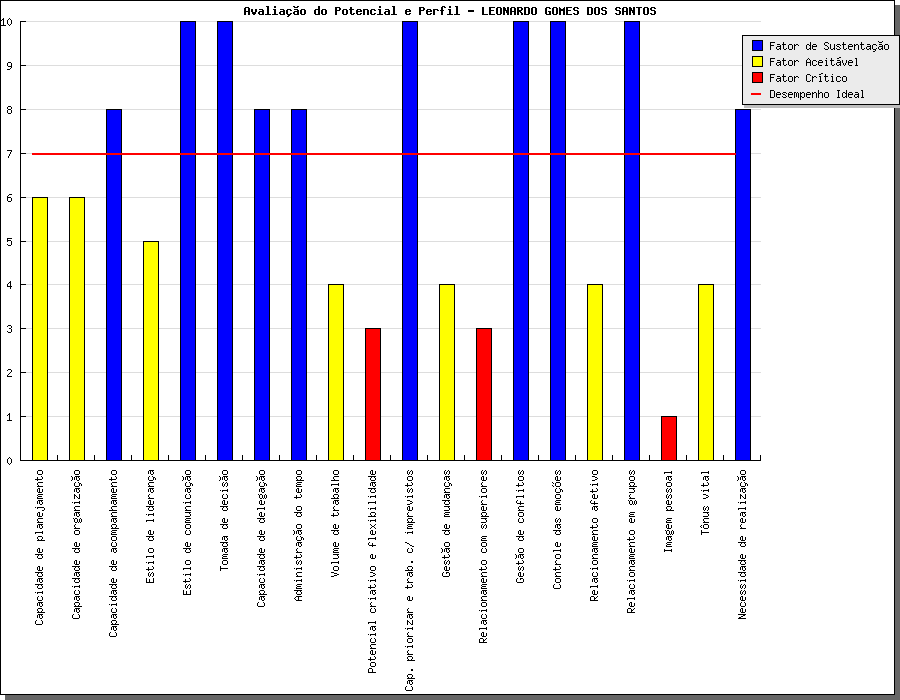 Avaliação do Potencial e Perfil - LEONARDO GOMES DOS SANTOS
10
9
8
7
6
5
4
3
2
1
0
Fator de Sustentação
Fator Aceitável
Fator Crítico
Desempenho Ideal
Capacidade de planejamento
Capacidade de organização
Capacidade de acompanhamento
Estilo de liderança
Estilo de comunicação
Tomada de decisão
Capacidade de delegação
Administração do tempo
Volume de trabalho
Potencial criativo e flexibilidade
Cap. priorizar e trab. c/ imprevistos
Gestão de mudanças
Relacionamento com superiores
Gestão de conflitos
Controle das emoções
Relacionamento afetivo
Relacionamento em grupos
Imagem pessoal
Tônus vital
Necessidade de realização